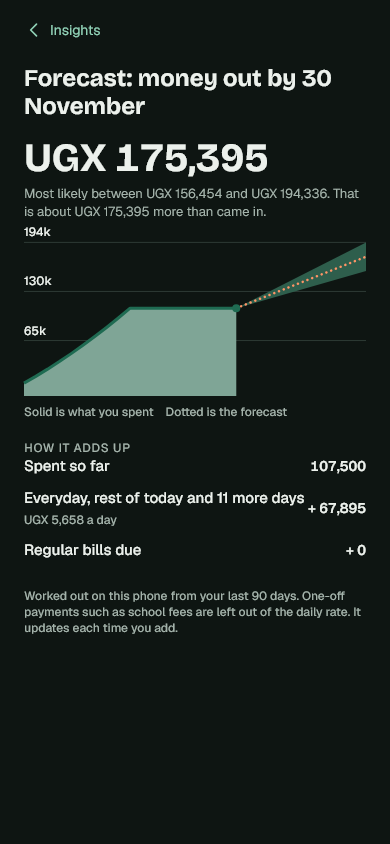 Insights
Forecast: money out by 30
November
UGX 175,395
Most likely between UGX 156,454 and UGX 194,336. That
is about UGX 175,395 more than came in.
194k
130k
65k
Solid is what you spent Dotted is the forecast
HOW IT ADDS UP
Spent so far 107,500
Everyday, rest of today and 11 more days + 67,895
UGX 5,658 a day
Regular bills due + 0
Worked out on this phone from your last 90 days. One-off
payments such as school fees are left out of the daily rate. It
updates each time you add.